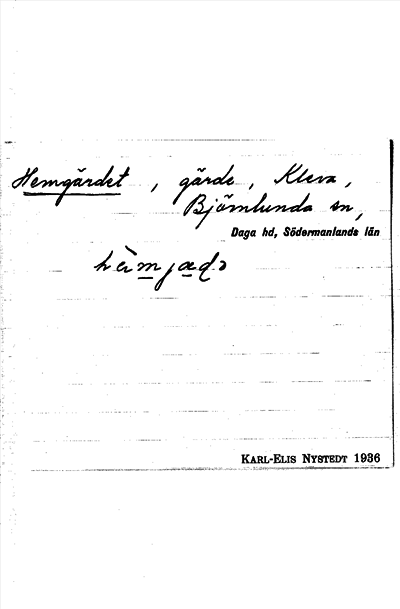 Hemgärdet, gärde, Kleva,
Björnlunda sn,
Daga hd, Södermanlands län
KARL-ELIS NYSTEDT 1936